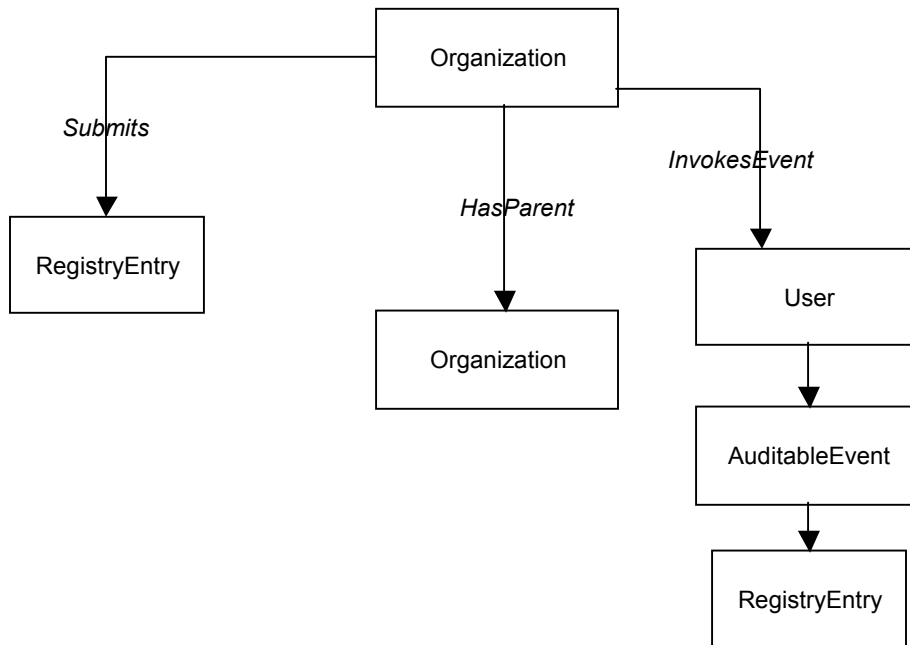 Organization
Submits
InvokesEvent
HasParent
RegistryEntry
User
Organization
AuditableEvent
RegistryEntry